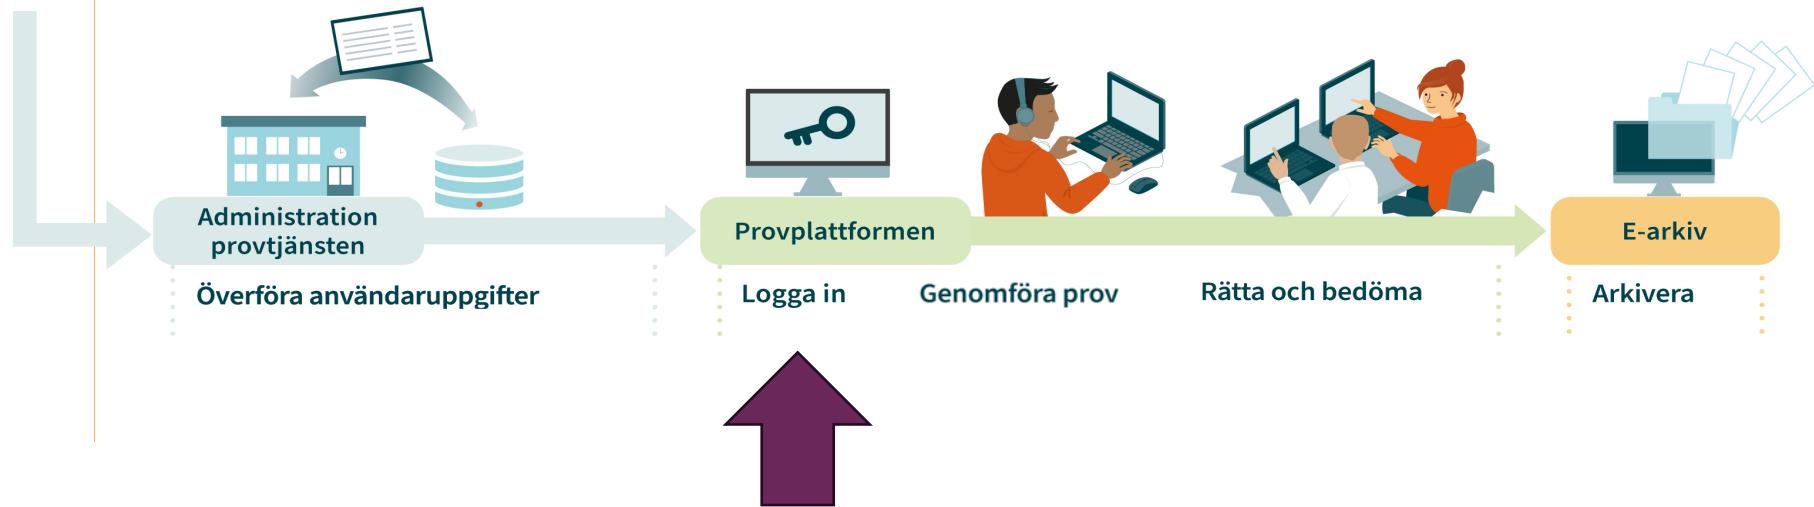 Administration
provtjänsten
Provplattformen
E-arkiv
Överföra användaruppgifter
Logga in
Genomföra prov
Rätta och bedöma
Arkivera